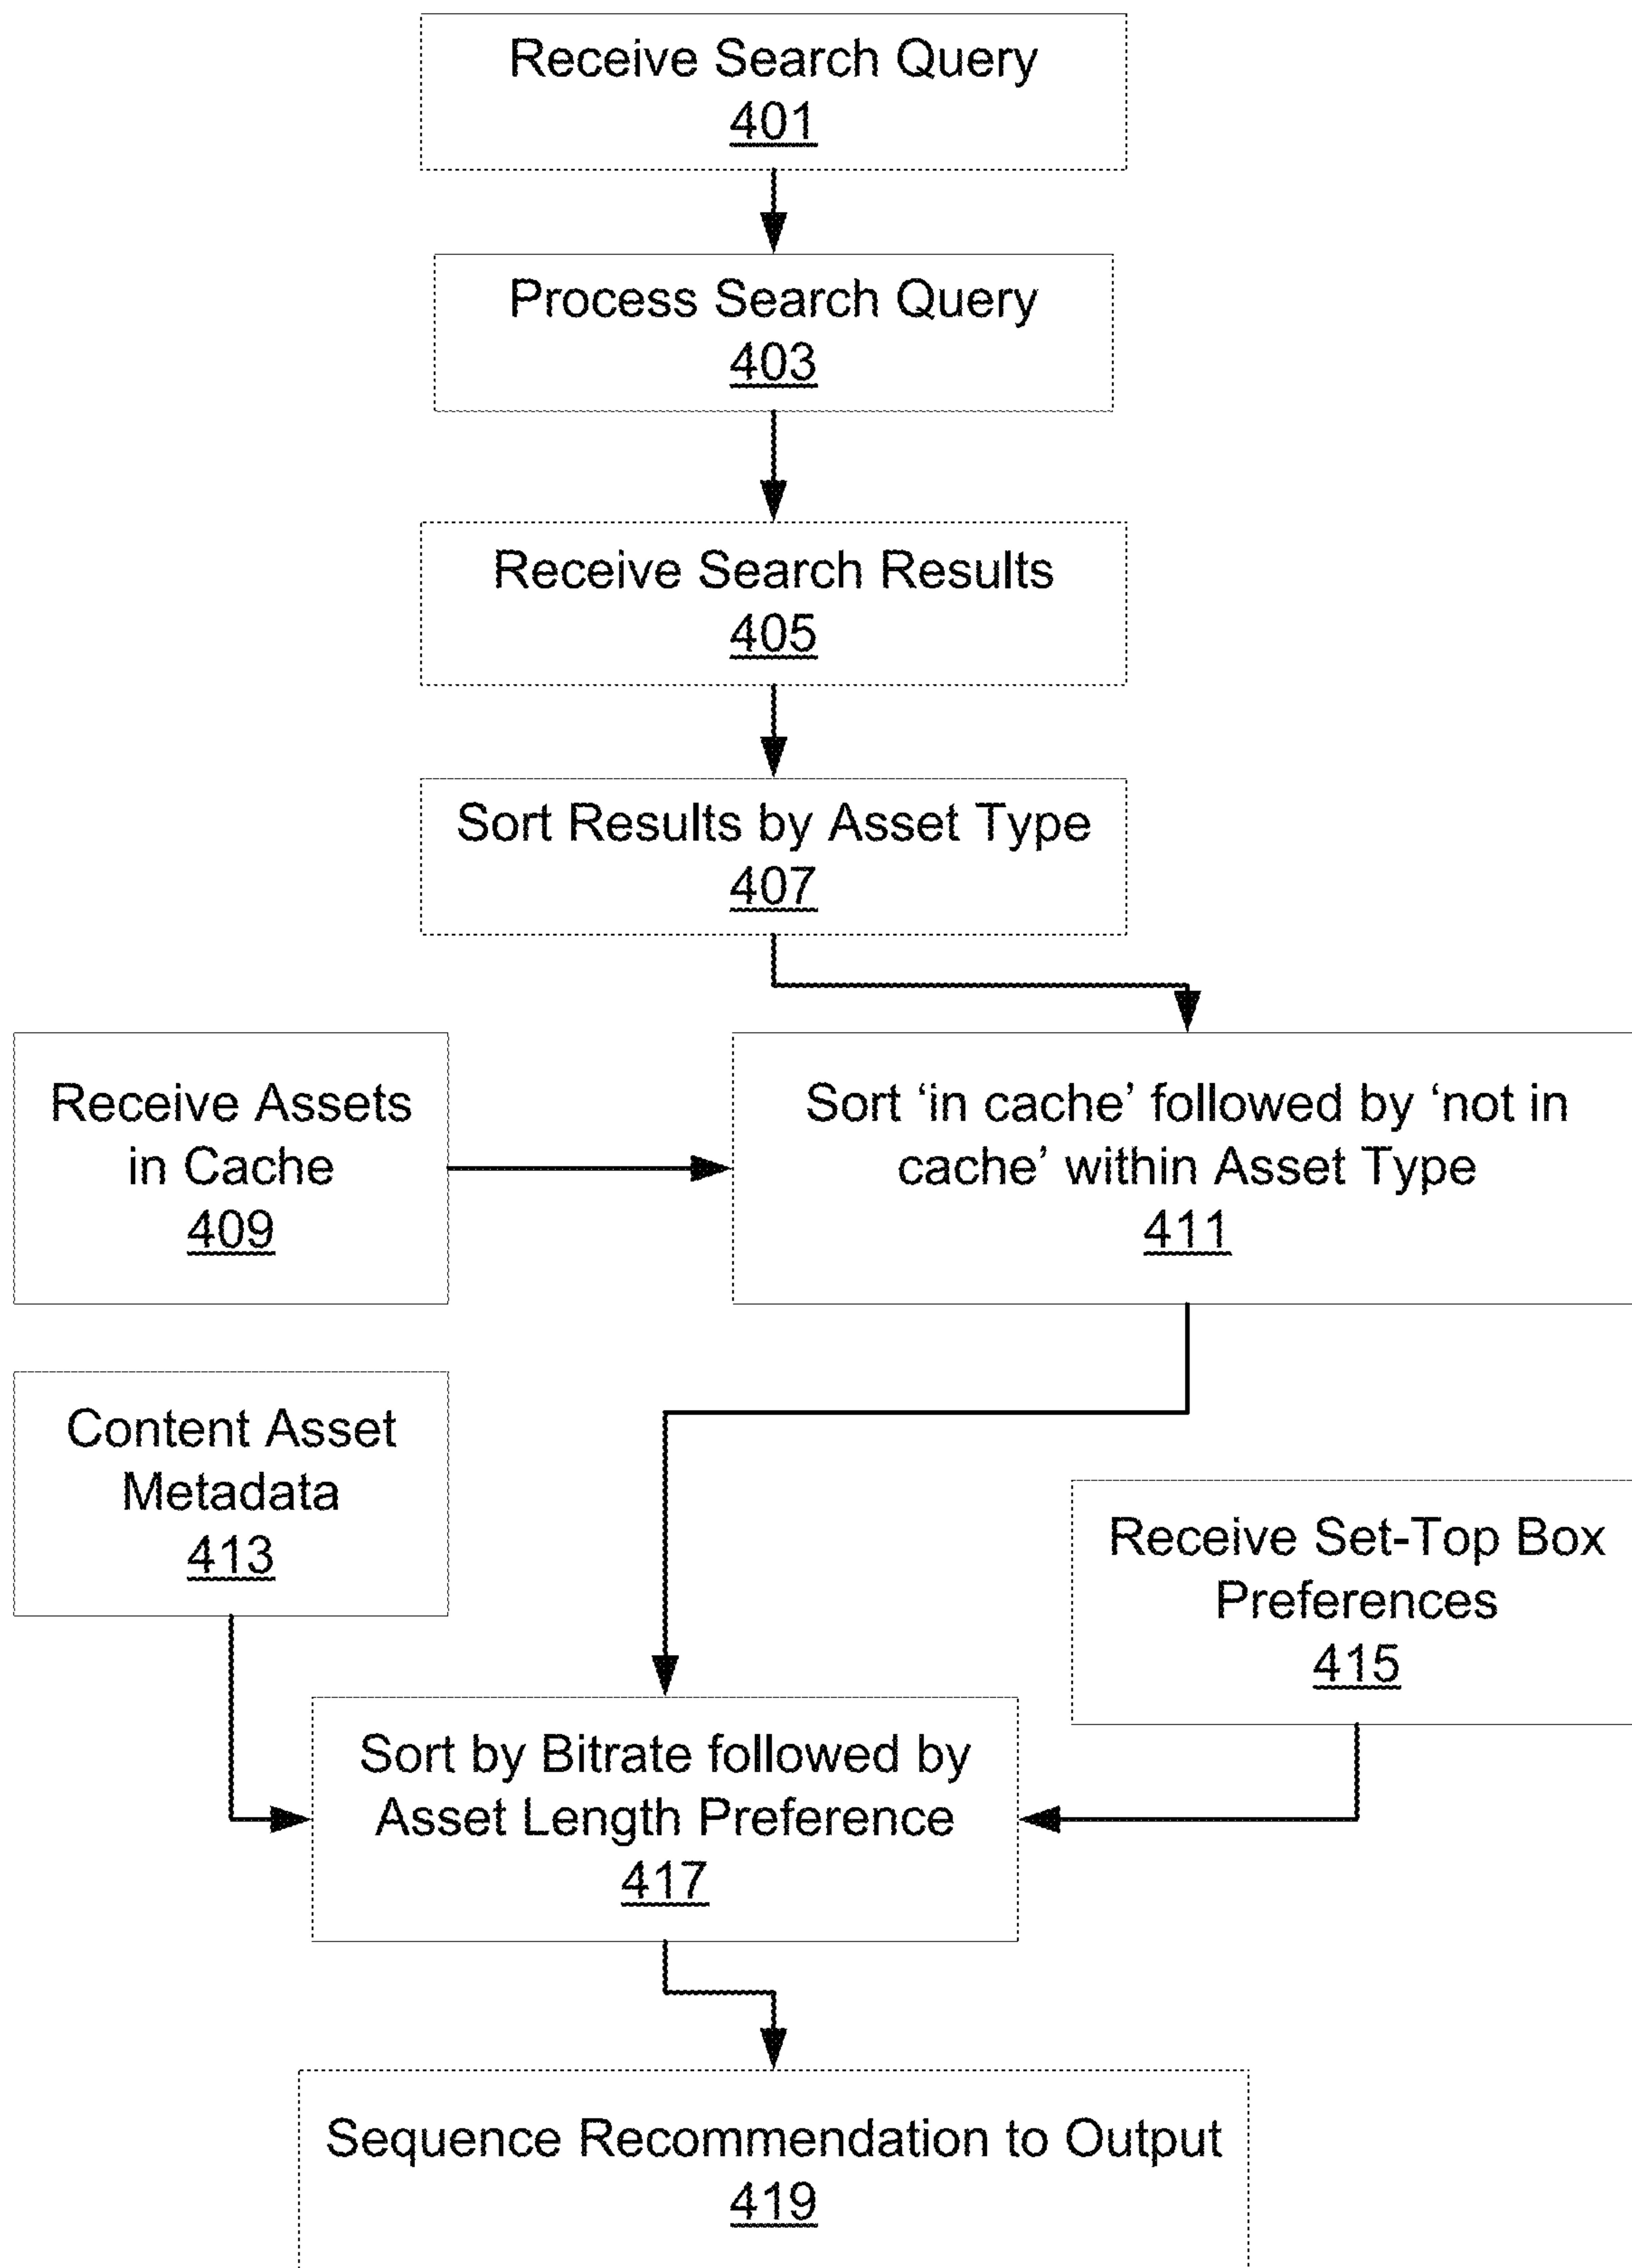 Receive Search Query
401
Process Search Query
403
Receive Search Results
405
Sort Results by Asset Type
407
Receive Assets
in Cache
409
Sort ‘in cache’ followed by ‘not in
cache’ within Asset Type
411
Content Asset
Metadata
413
Receive Set-Top Box
Preferences
415
Sort by Bitrate followed by
Asset Length Preference
417
Sequence Recommendation to Output
419